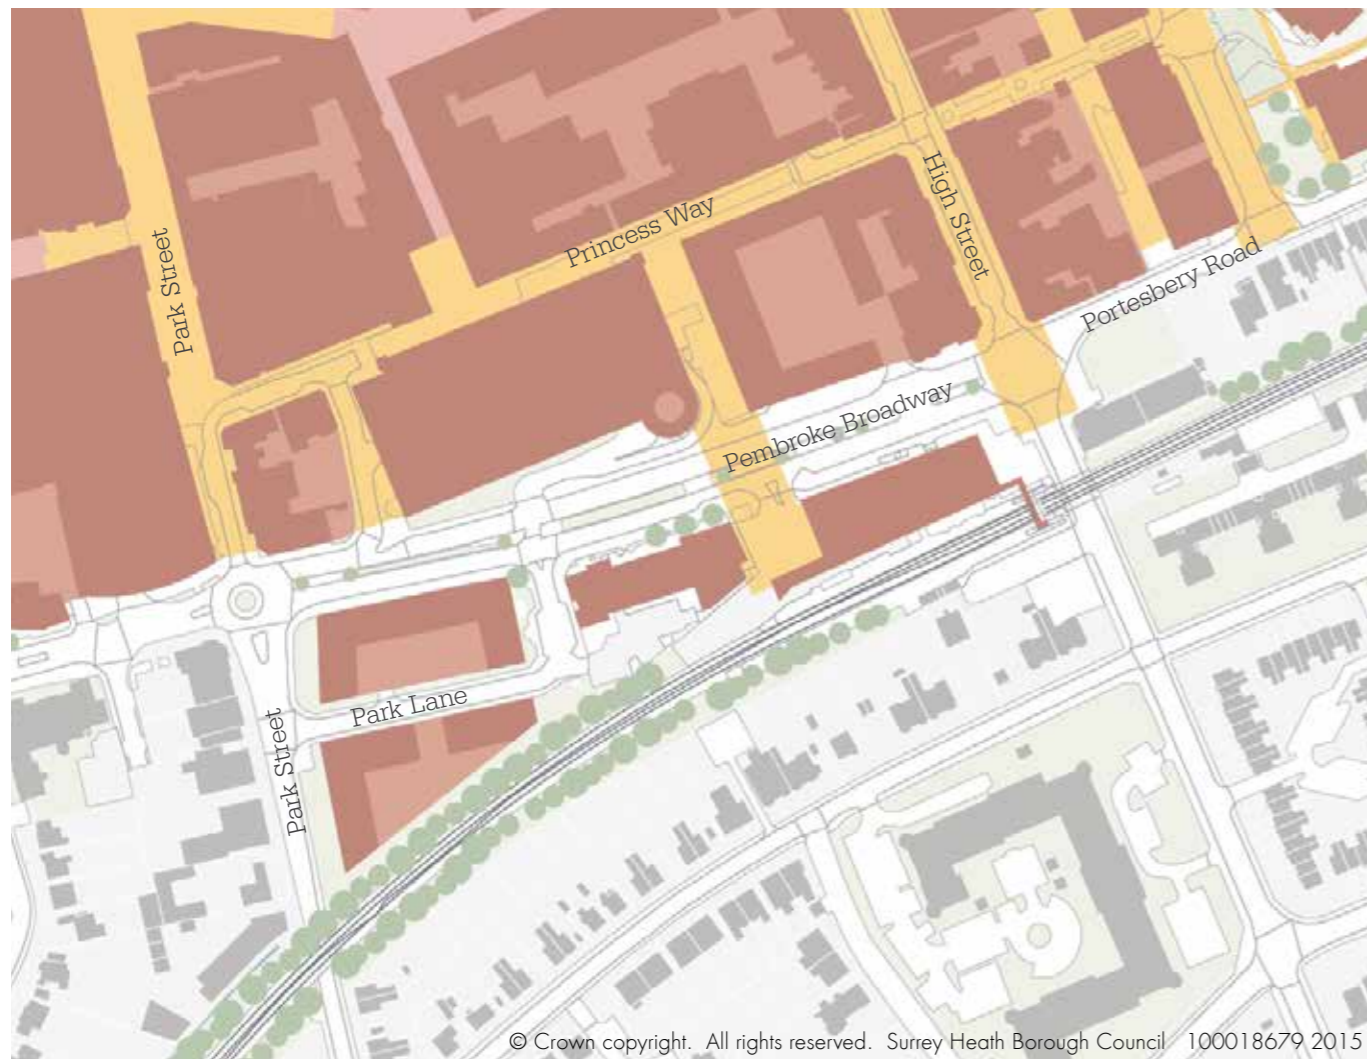 High Street
Princess Way
Park Street
Portesbery Road
Pembroke Broadway
Park Lane
Park Street
© Crown copyright. All rights reserved. Surrey Heath Borough Council 100018679 2015